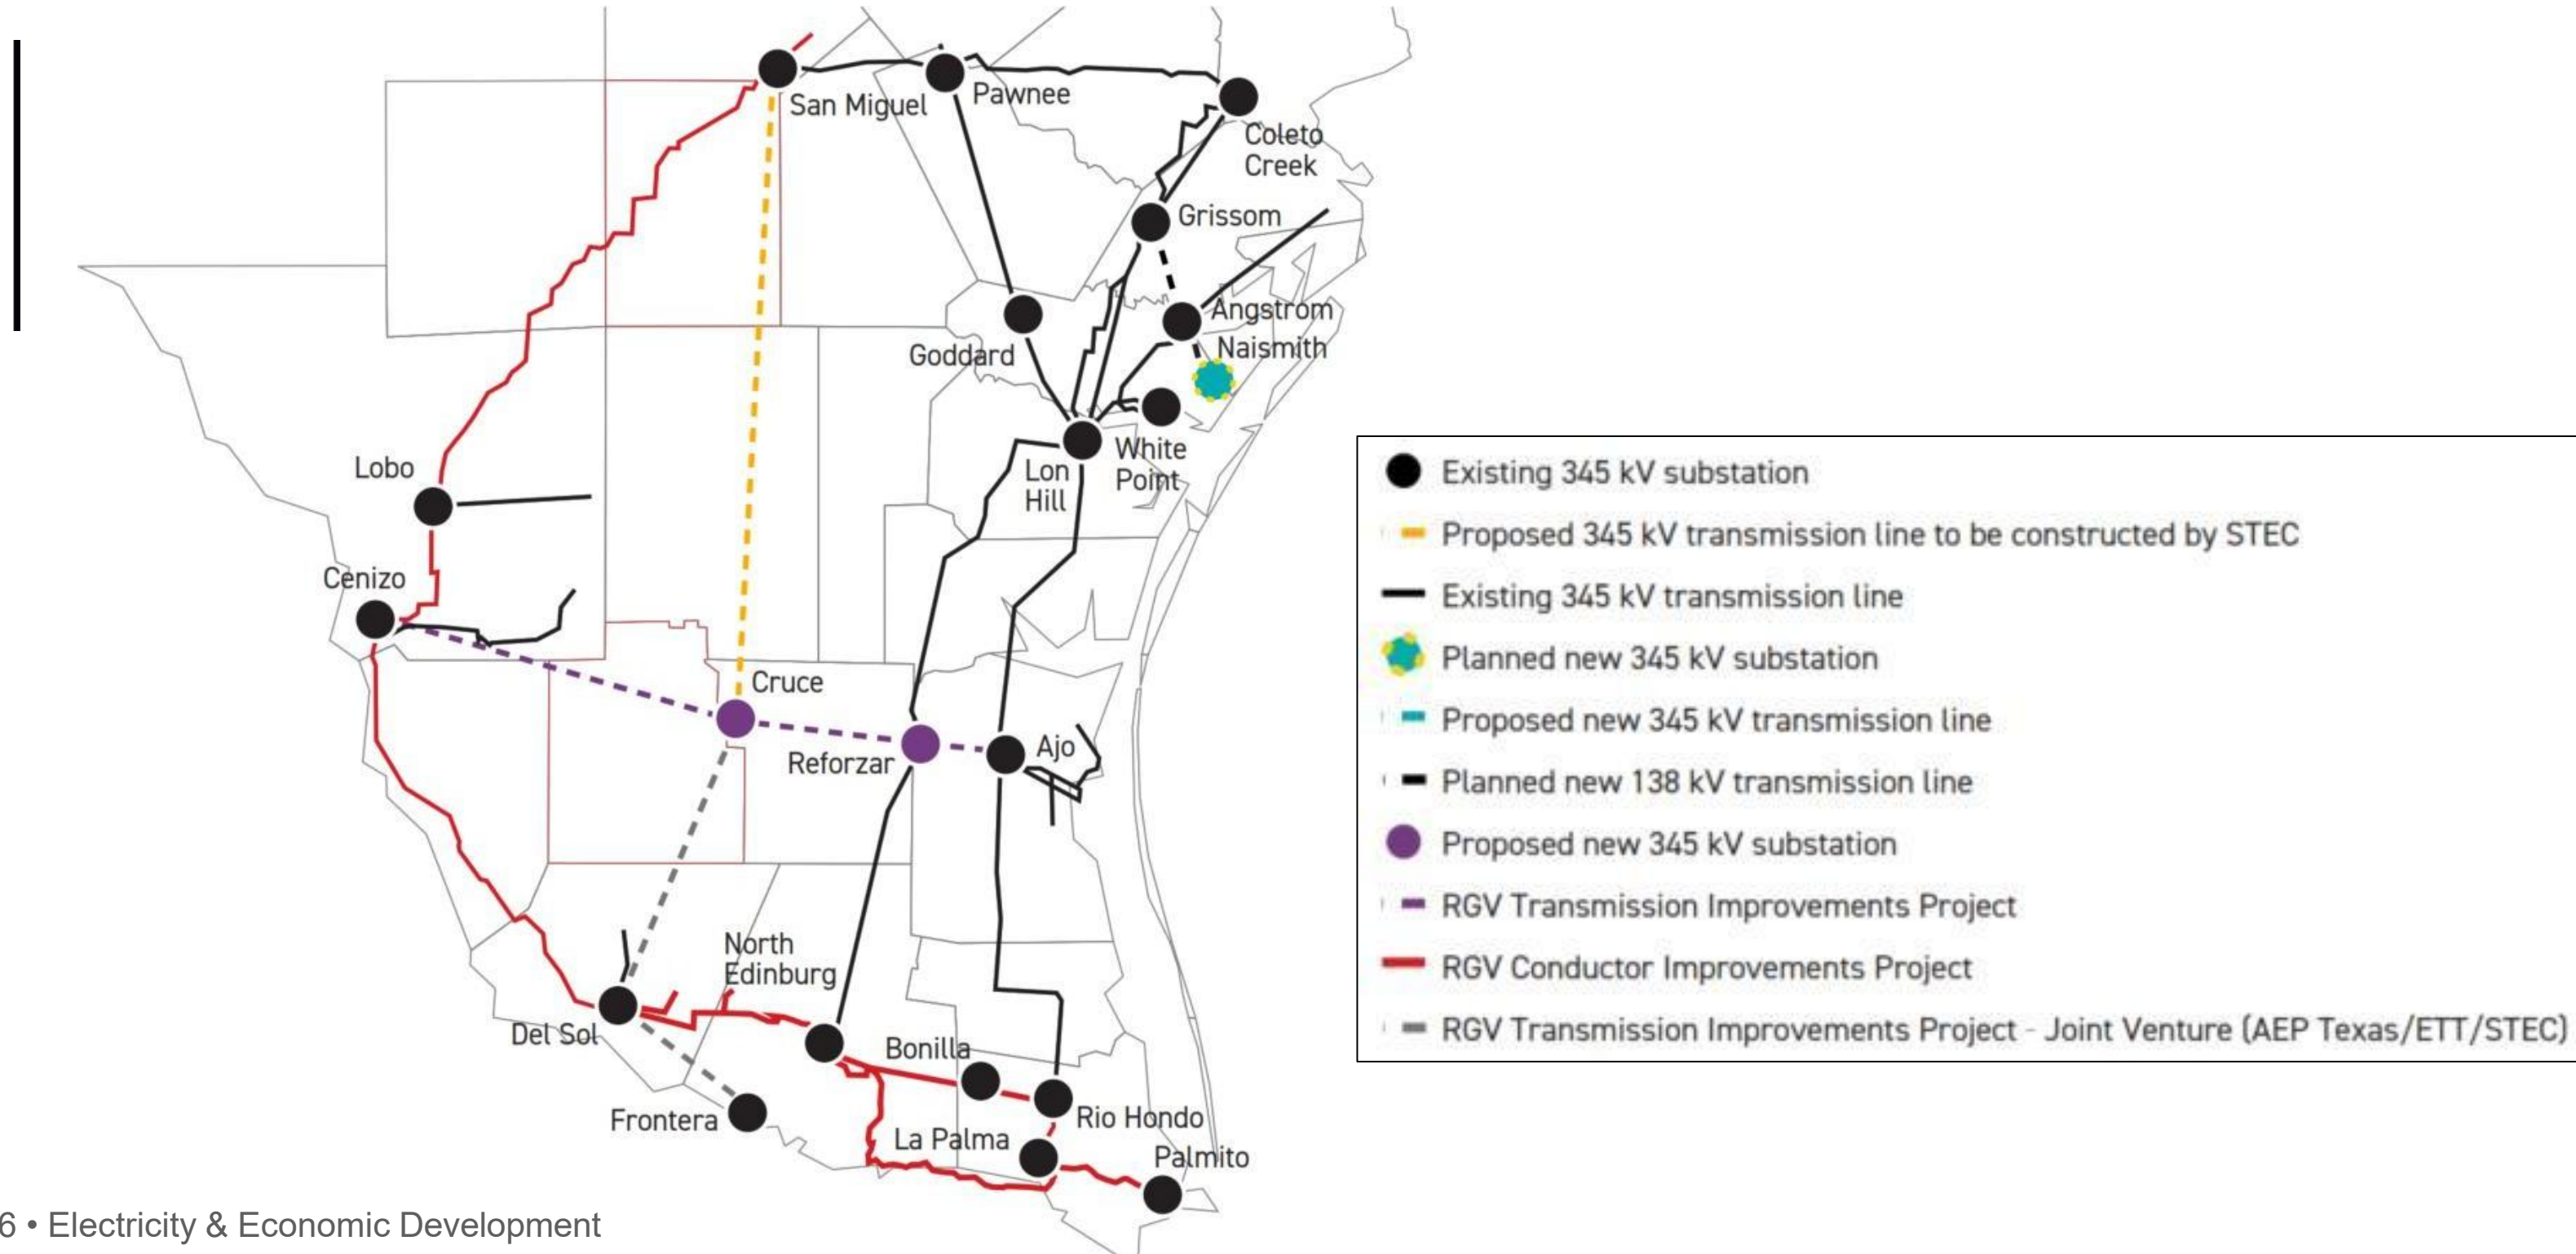 San Miguel
Pawnee
Coleto
Creek
Grissom
Angstrom
Naismith
Goddard
White
Point
Lon
Hill
Lobo
Cenizo
Cruce
Reforzar
Ajo
North
Edinburg
Del Sol
Bonilla
Frontera
Rio Hondo
La Palma
Palmito
Existing 345 kV substation
Proposed 345 kV transmission line to be constructed by STEC
Existing 345 kV transmission line
Planned new 345 kV substation
Proposed new 345 kV transmission line
Planned new 138 kV transmission line
Proposed new 345 kV substation
RGV Transmission Improvements Project
RGV Conductor Improvements Project
RGV Transmission Improvements Project - Joint Venture (AEP Texas/ETT/STEC)
6 • Electricity & Economic Development